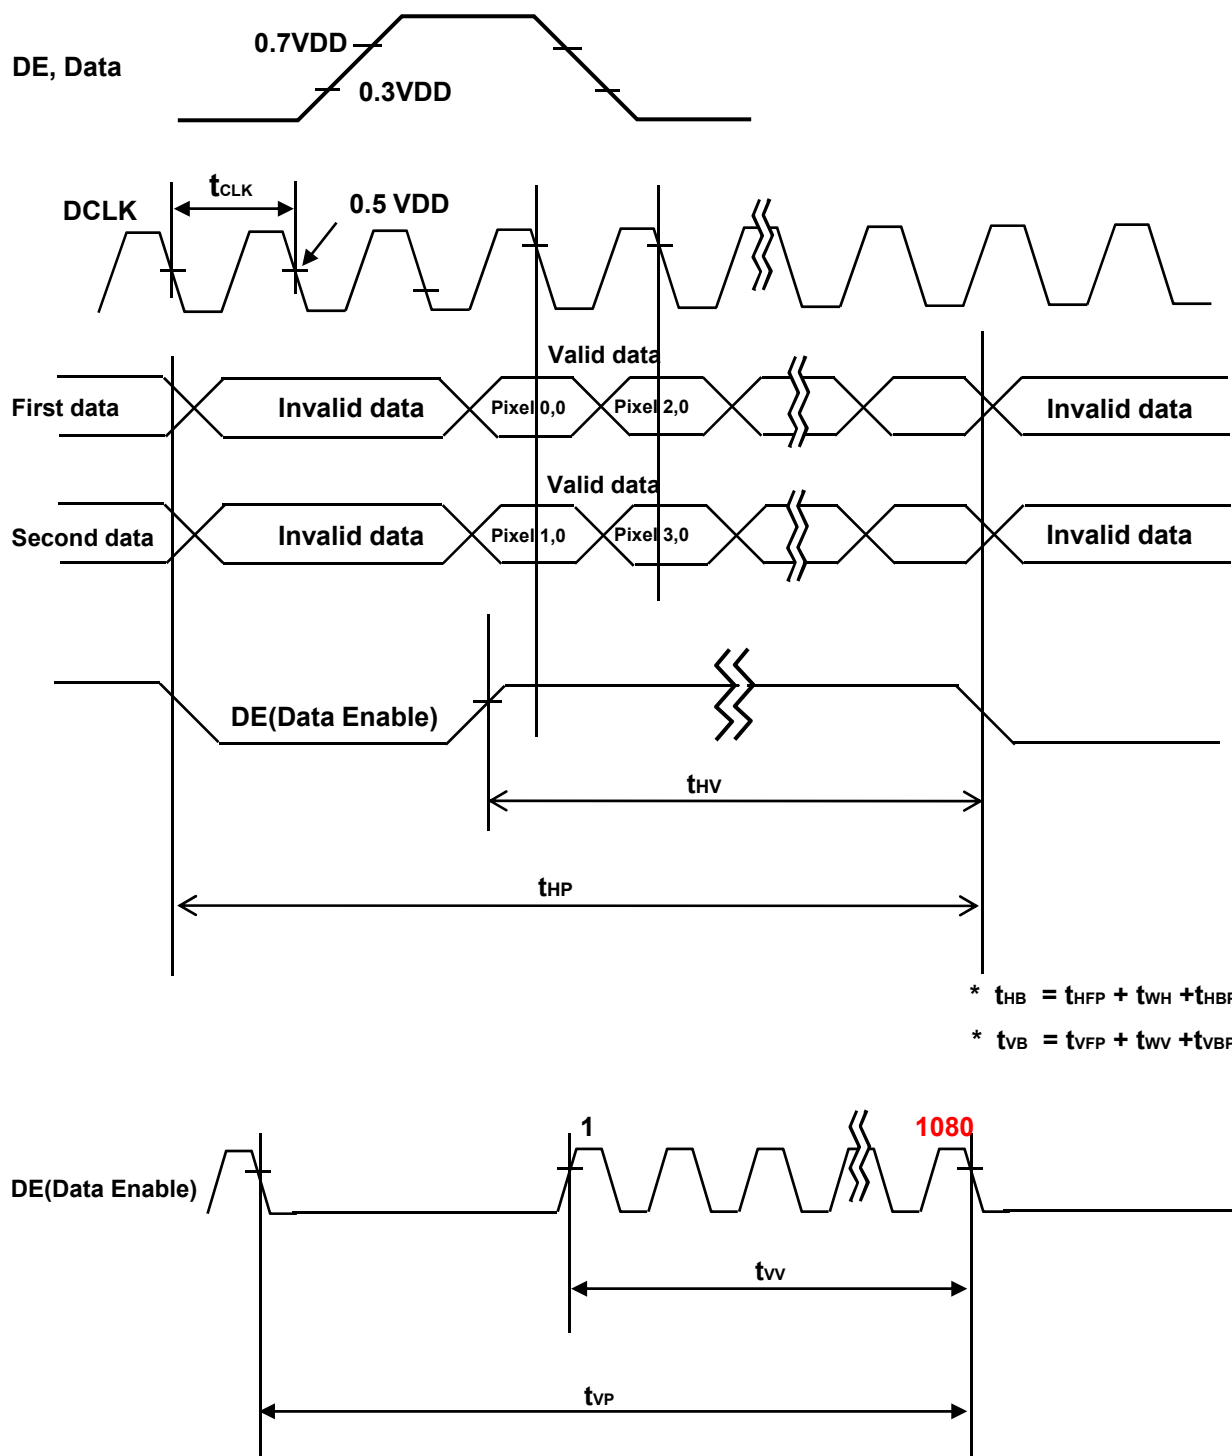 0.7VDD
DE, Data
0.3VDD
tCLK
DCLK
0.5 VDD
Valid data
First data
Invalid data
Pixel 0,0
Pixel 2,0
Invalid data
Valid data
Second data
Invalid data
Pixel 1,0
Pixel 3,0
Invalid data
DE(Data Enable)
tHV
tHP
* tHB = tHFP + tWH +tHBP
* tVB = tVFP + tWV +tVBP
1
1080
DE(Data Enable)
tVV
tVP